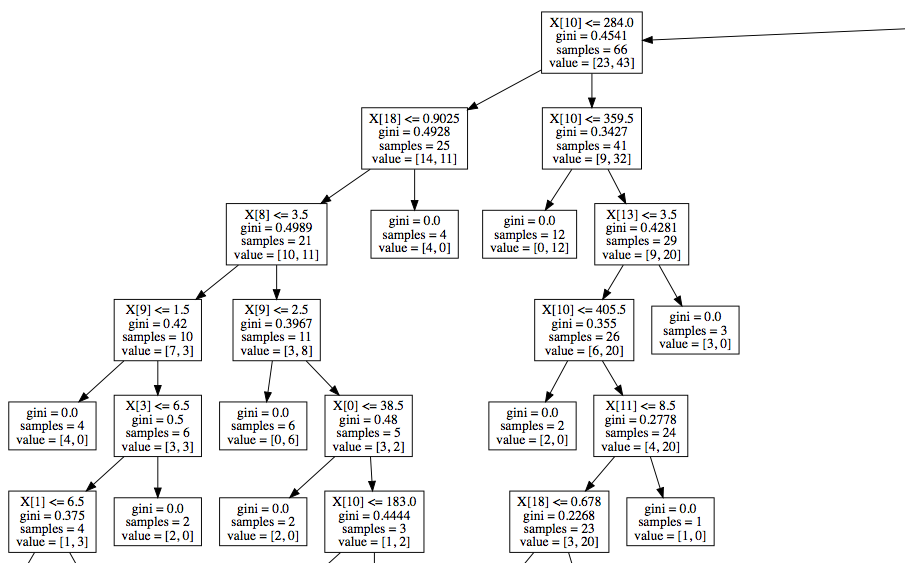 X[10] <= 284.0
gini = 0.4541
samples = 66
value = [23, 43]
X[18] <= 0.9025
gini = 0.4928
samples = 25
value = [14, 11]
X[10] <= 359.5
gini = 0.3427
samples = 41
value = [9, 32]
X[8] <= 3.5
gini = 0.4989
samples = 21
value = [10, 11]
gini = 0.0
samples = 4
value = [4, 0]
gini = 0.0
samples = 12
value = [0, 12]
X[13] <= 3.5
gini = 0.4281
samples = 29
value = [9, 20]
X[9] <= 1.5
gini = 0.42
samples = 10
value = [7, 3]
X[9] <= 2.5
gini = 0.3967
samples = 11
value = [3, 8]
X[10] <= 405.5
gini = 0.355
samples = 26
value = [6, 20]
gini = 0.0
samples = 3
value = [3, 0]
gini = 0.0
samples = 4
value = [4, 0]
X[3] <= 6.5
gini = 0.5
samples = 6
value = [3, 3]
gini = 0.0
samples = 6
value = [0, 6]
X[0] <= 38.5
gini = 0.48
samples = 5
value = [3, 2]
gini = 0.0
samples = 2
value = [2, 0]
X[11] <= 8.5
gini = 0.2778
samples = 24
value = [4, 20]
X[1] <= 6.5
gini = 0.375
samples = 4
value = [1, 3]
gini = 0.0
samples = 2
value = [2, 0]
gini = 0.0
samples = 2
value = [2, 0]
X[10] <= 183.0
gini = 0.4444
samples = 3
value = [1, 2]
X[18] <= 0.678
gini = 0.2268
samples = 23
value = [3, 20]
gini = 0.0
samples = 1
value = [1, 0]